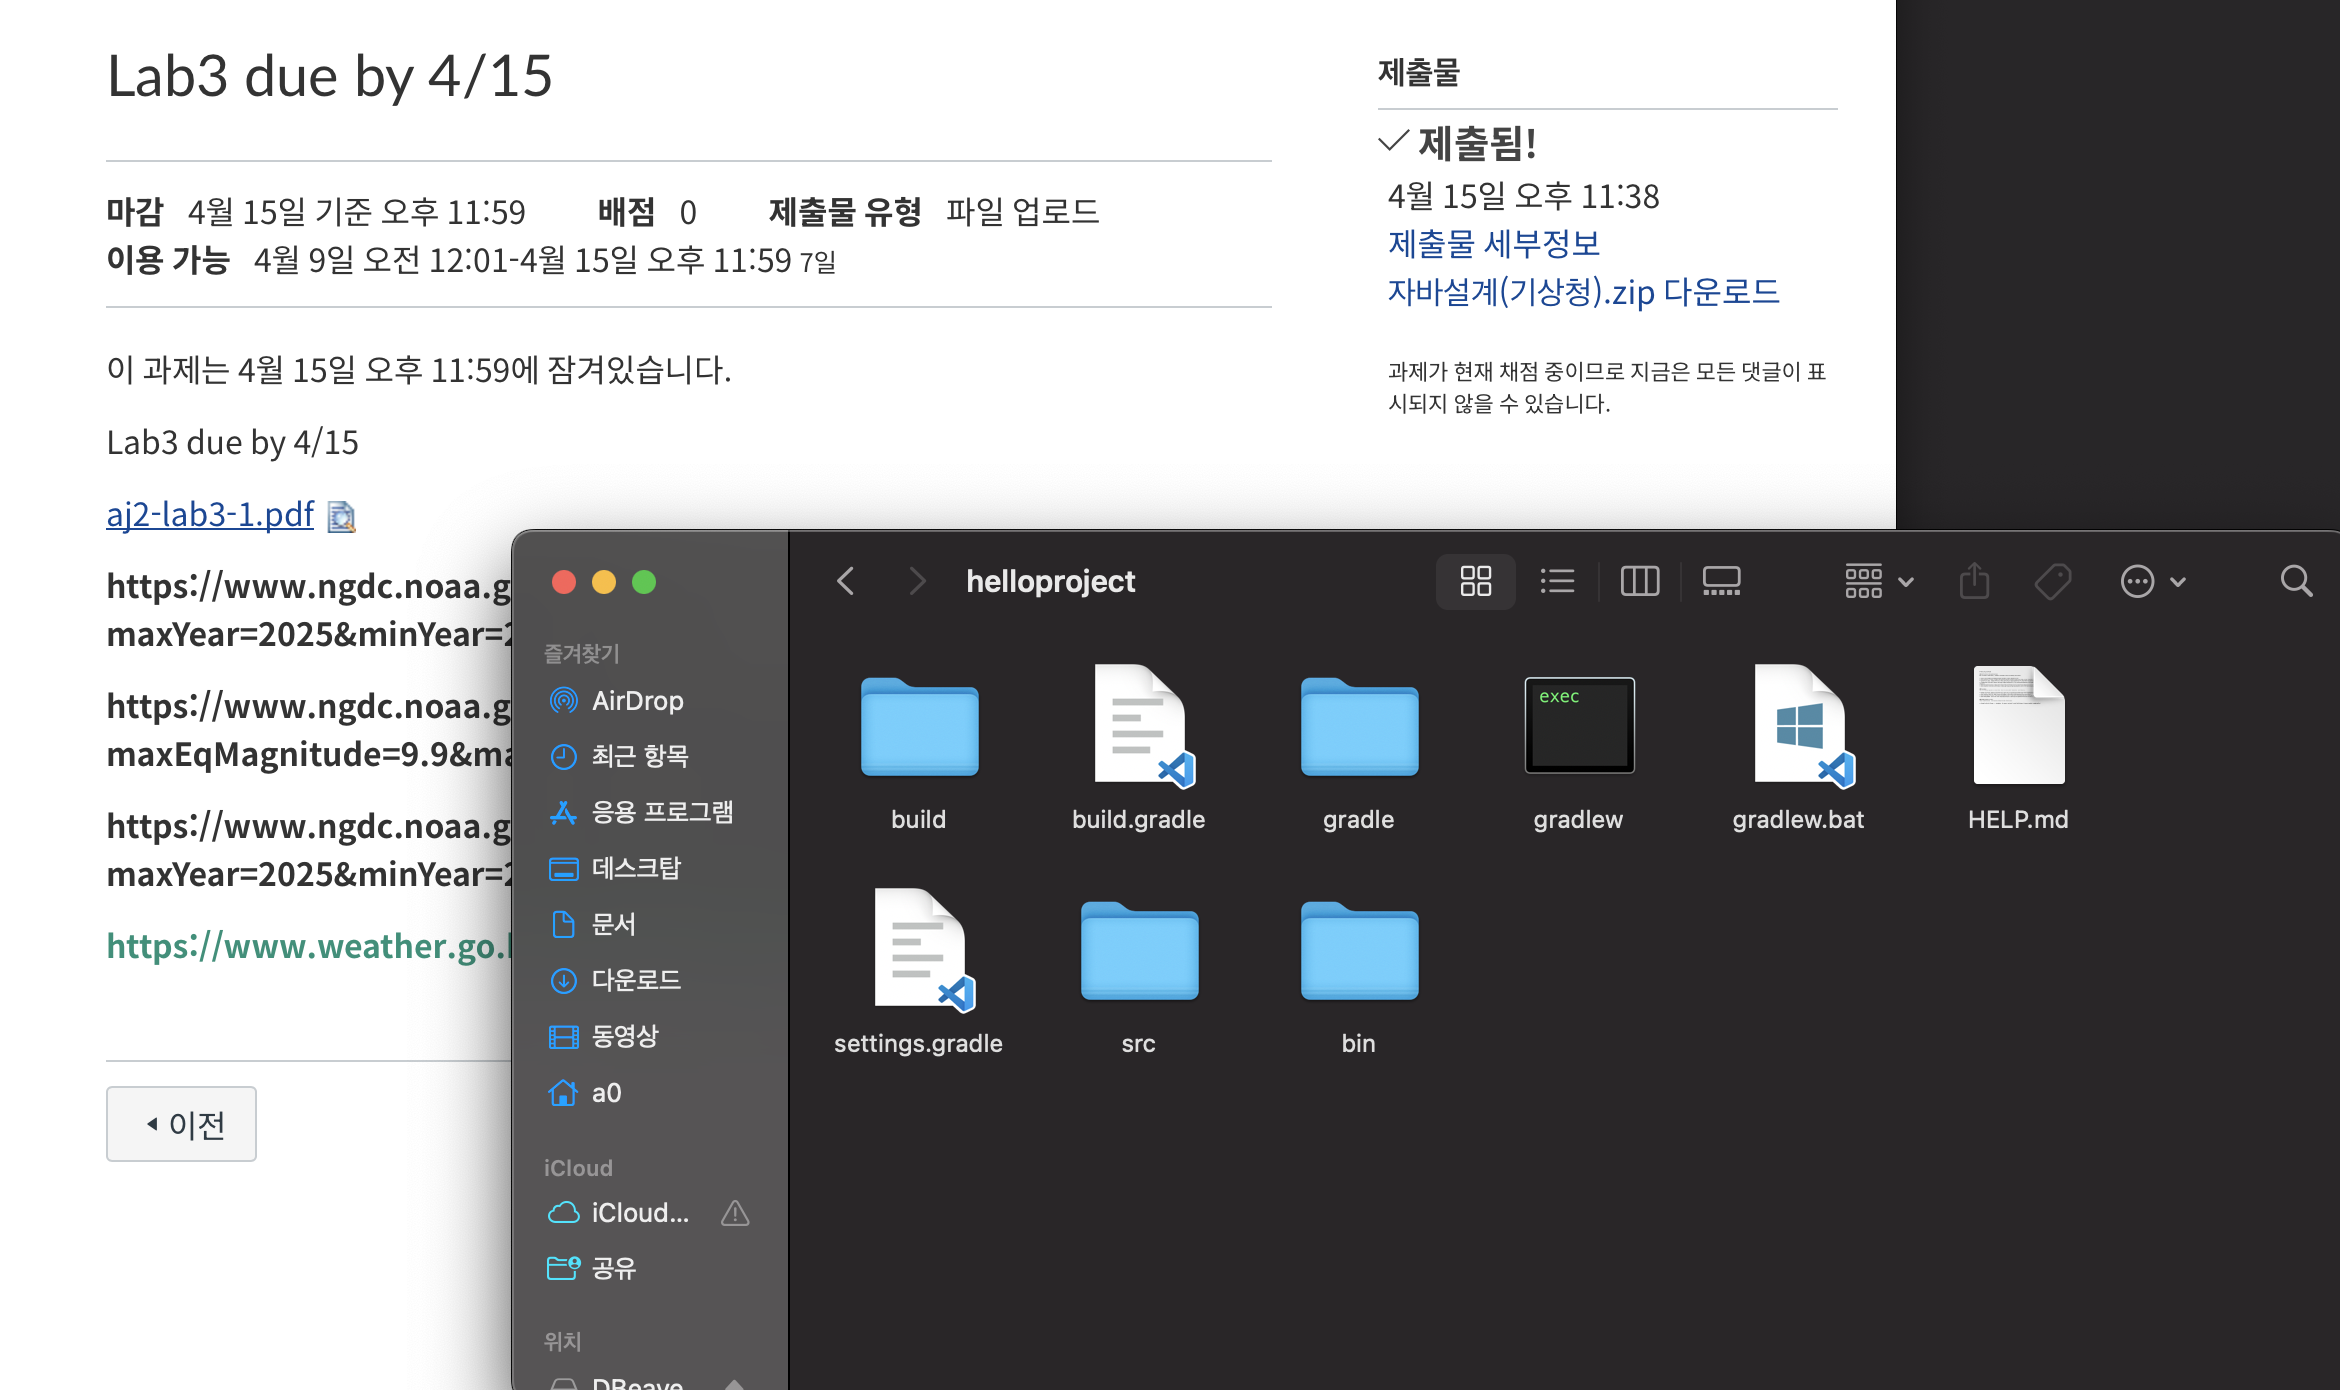 Lab3 due by 4/15
마감 4월 15일 기준 오후 11:59 배점 0 제출물 유형 파일 업로드
이용 가능 4월 9일 오전 12:01-4월 15일 오후 11:59 7일
이 과제는 4월 15일 오후 11:59에 잠겨있습니다.
Lab3 due by 4/15
aj2-lab3-1.pdf
https://www.ngdc.noaa.g
maxYear=2025&minYear=2
https://www.ngdc.noaa.g
maxEqMagnitude=9.9&ma
https://www.ngdc.noaa.g
maxYear=2025&minYear=2
https://www.weather.go.
이전
제출물
제출됨!
4월 15일 오후 11:38
제출물 세부정보
자바설계(기상청).zip 다운로드
과제가 현재 채점 중이므로 지금은 모든 댓글이 표
시되지 않을 수 있습니다.
helloproject
즐겨찾기
AirDrop
최근 항목
응용 프로그램
데스크탑
문서
다운로드
동영상
a0
iCloud
iCloud...
공유
위치
DBeave
exec
build
build.gradle
gradle
gradlew
gradlew.bat
HELP.md
settings.gradle
src
bin